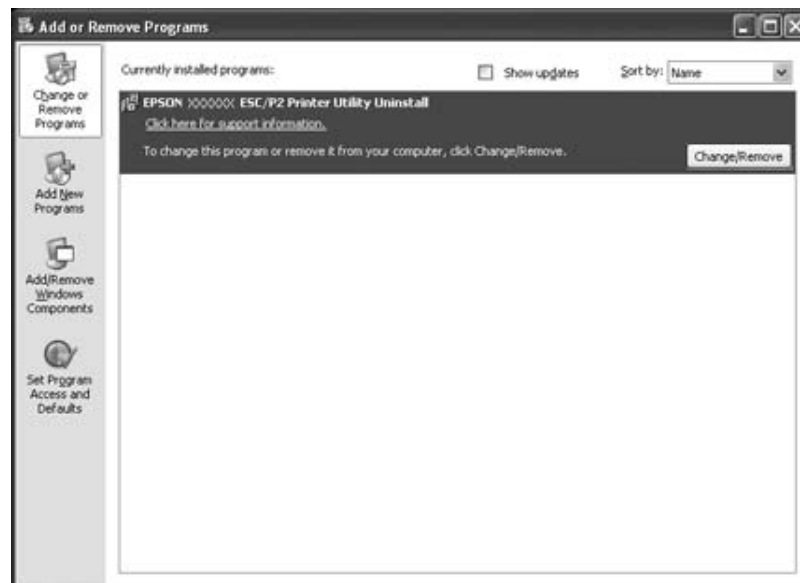 Add or Remove Programs
Change or
Remove
Programs
Add New
Programs
Add/Remove
Windows
Components
Set Program
Access and
Defaults
Currently installed programs:
Show updates
Sort by:
Name
EPSON XXXXXX ESC/P2 Printer Utility Uninstall
Click here for support information.
To change this program or remove it from your computer, click Change/Remove.
Change/Remove